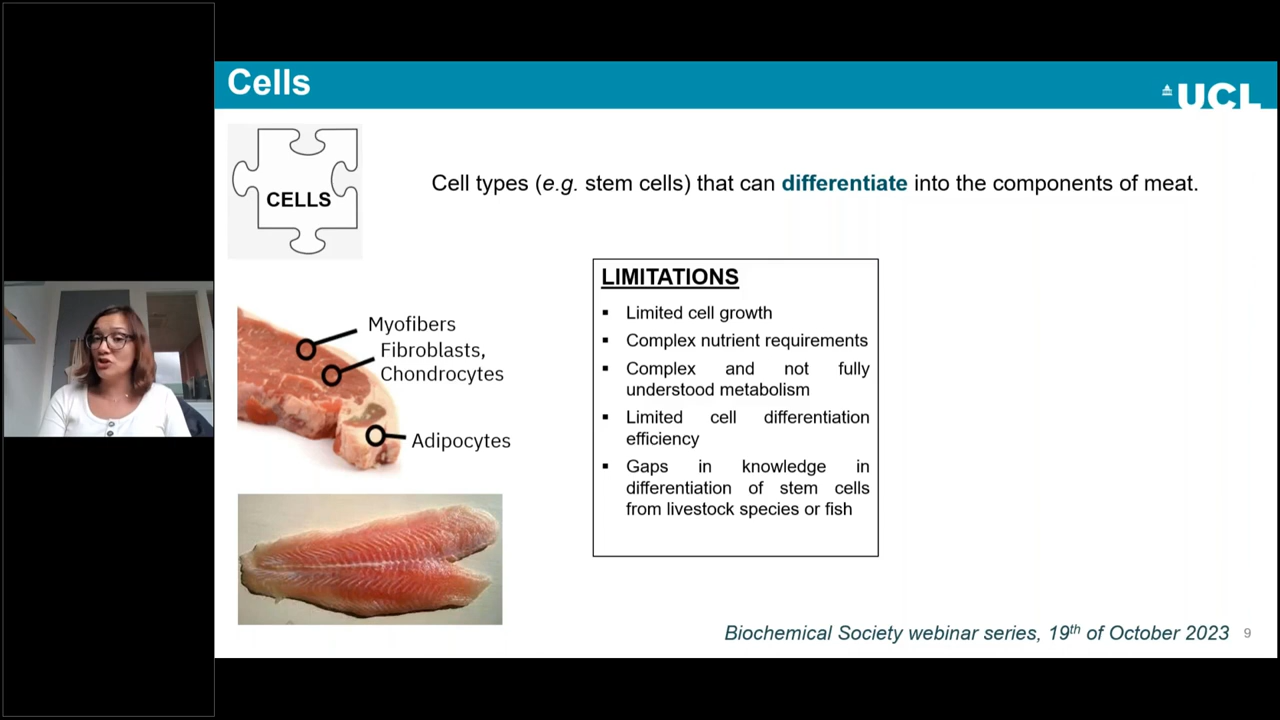 Cells
UCL
CELLS
Cell types (e.g. stem cells) that can differentiate into the components of meat.
Myofibers
Fibroblasts,
Chondrocytes
Adipocytes
LIMITATIONS
▪ Limited cell growth
▪ Complex nutrient requirements
▪ Complex and not fully
understood metabolism
▪ Limited cell differentiation
efficiency
▪ Gaps in knowledge in
differentiation of stem cells
from livestock species or fish
Biochemical Society webinar series, 19th of October 2023 9